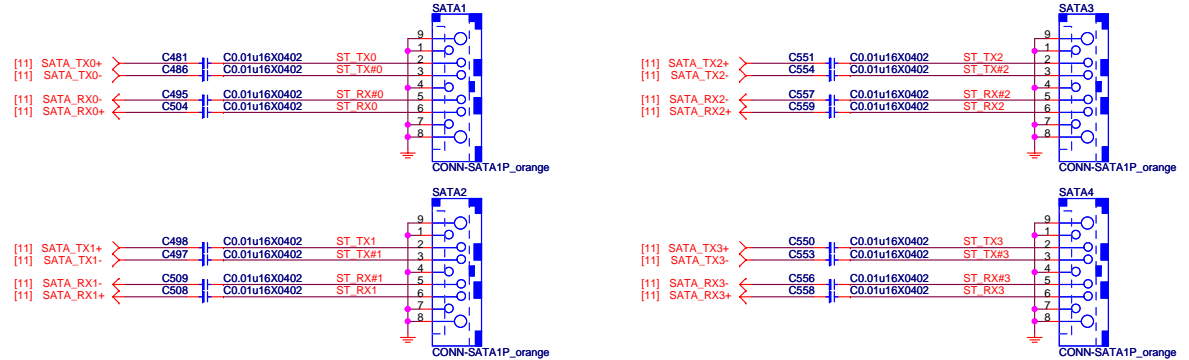 SATA1
9
1
[11] SATA_TX0+ C481 C0.01u16X0402 ST_TX0 2
[11] SATA_TX0- C486 C0.01u16X0402 ST_TX#0 3
4
[11] SATA_RX0- C495 C0.01u16X0402 ST_RX#0 5
[11] SATA_RX0+ C504 C0.01u16X0402 ST_RX0 6
7
8
CONN-SATA1P_orange
SATA3
9
1
[11] SATA_TX2+ C551 C0.01u16X0402 ST_TX2 2
[11] SATA_TX2- C554 C0.01u16X0402 ST_TX#2 3
4
[11] SATA_RX2- C557 C0.01u16X0402 ST_RX#2 5
[11] SATA_RX2+ C559 C0.01u16X0402 ST_RX2 6
7
8
CONN-SATA1P_orange
SATA2
9
1
[11] SATA_TX1+ C498 C0.01u16X0402 ST_TX1 2
[11] SATA_TX1- C497 C0.01u16X0402 ST_TX#1 3
4
[11] SATA_RX1- C509 C0.01u16X0402 ST_RX#1 5
[11] SATA_RX1+ C508 C0.01u16X0402 ST_RX1 6
7
8
CONN-SATA1P_orange
SATA4
9
1
[11] SATA_TX3+ C550 C0.01u16X0402 ST_TX3 2
[11] SATA_TX3- C553 C0.01u16X0402 ST_TX#3 3
4
[11] SATA_RX3- C556 C0.01u16X0402 ST_RX#3 5
[11] SATA_RX3+ C558 C0.01u16X0402 ST_RX3 6
7
8
CONN-SATA1P_orange